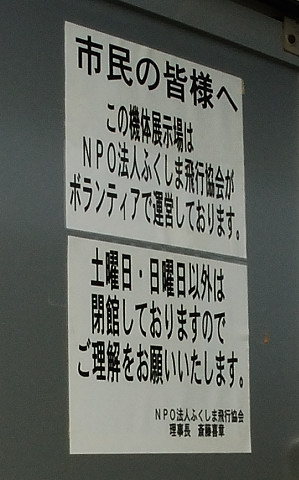 市民の皆様へ
この機体展示場は
NPO法人ふくしま飛行協会が
ボランティアで運営しております。
土曜日・日曜日以外は
閉館しておりますので
ご理解をお願いいたします。
NPO法人ふくしま飛行協会
理事長 斎藤喜章